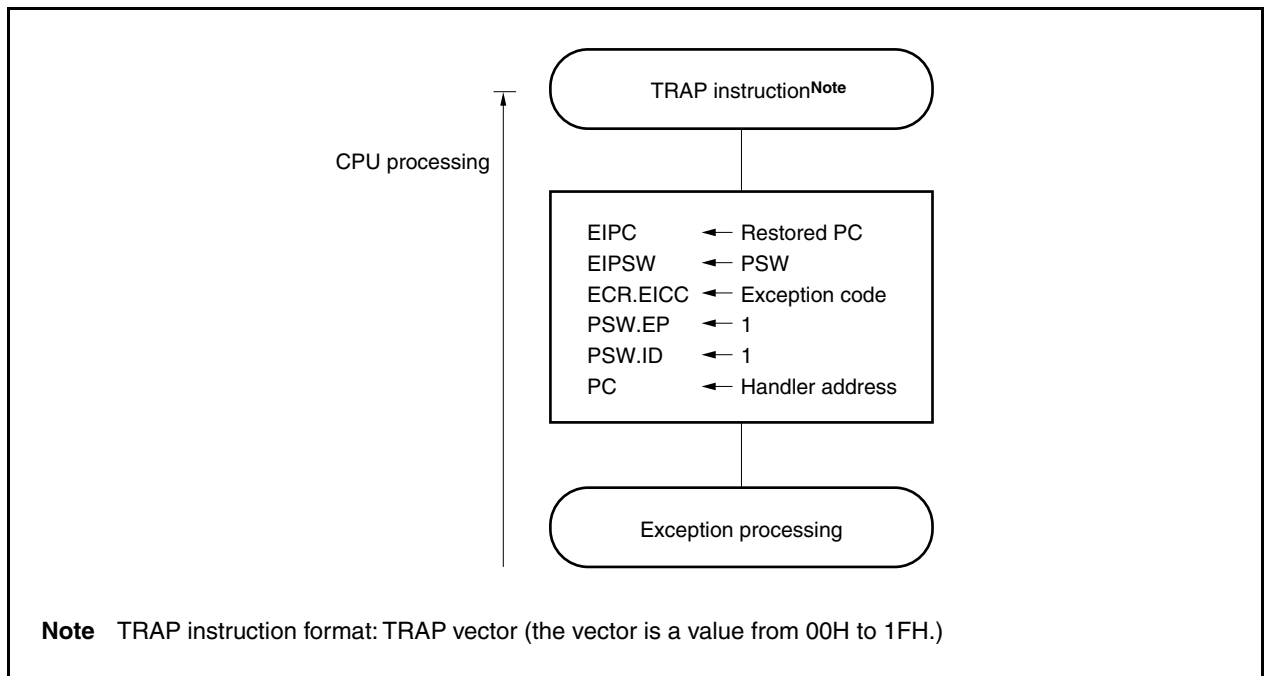 TRAP instructionNote
CPU processing
EIPC ← Restored PC
EIPSW ← PSW
ECR.EICC ← Exception code
PSW.EP ← 1
PSW.ID ← 1
PC ← Handler address
Exception processing
Note TRAP instruction format: TRAP vector (the vector is a value from 00H to 1FH.)